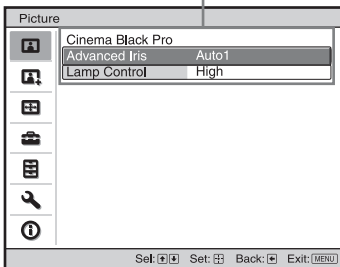 Picture
Cinema Black Pro
Advanced Iris Auto1
Lamp Control High
Sel: Set: Back: Exit: MENU